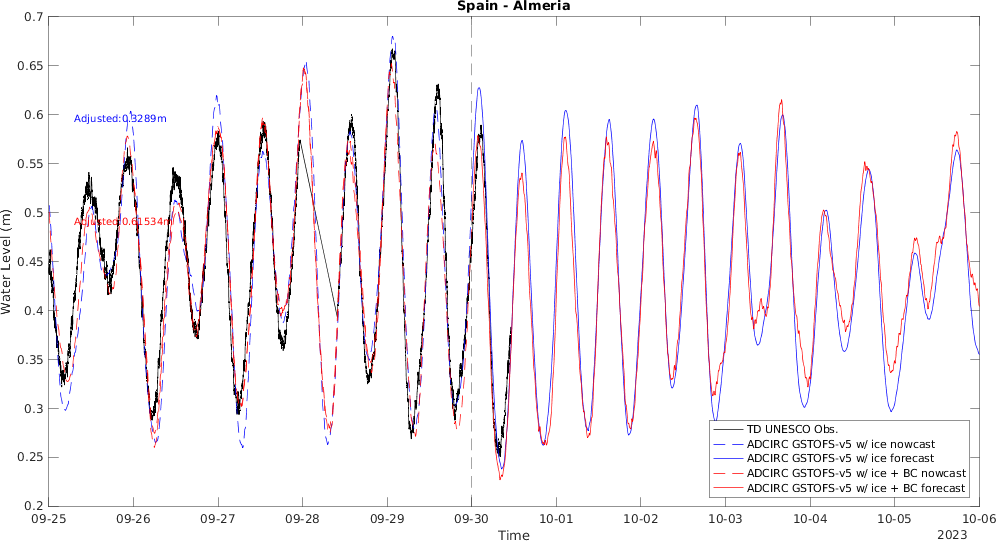 Spain - Almeria
0.7
0.65
0.6
0.55
0.5
0.45
0.4
0.35
0.3
0.25
0.2
Water Level (m)
Adjusted:0.3289m
Adjusted:0.61534m
TD UNESCO Obs.
ADCIRC GSTOFS-v5 w/ ice nowcast
ADCIRC GSTOFS-v5 w/ ice forecast
ADCIRC GSTOFS-v5 w/ ice + BC nowcast
ADCIRC GSTOFS-v5 w/ ice + BC forecast
09-25 09-26 09-27 09-28 09-29 09-30 10-01 10-02 10-03 10-04 10-05 10-06
Time
2023